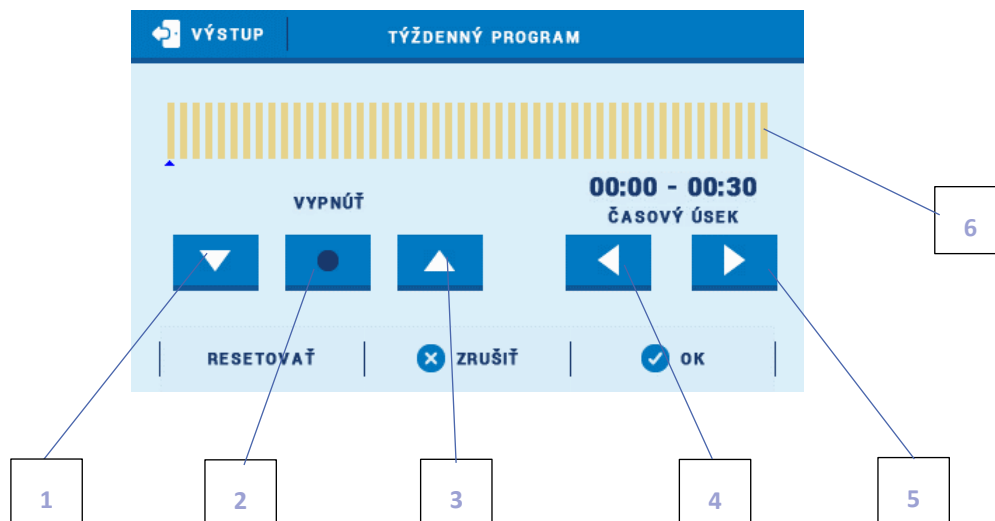 VÝSTUP
TÝŽDENNÝ PROGRAM
VYPNÚŤ
00:00 - 00:30
ČASOVÝ ÚSEK
6
RESETOVAŤ
ZRUŠIŤ
OK
1
2
3
4
5